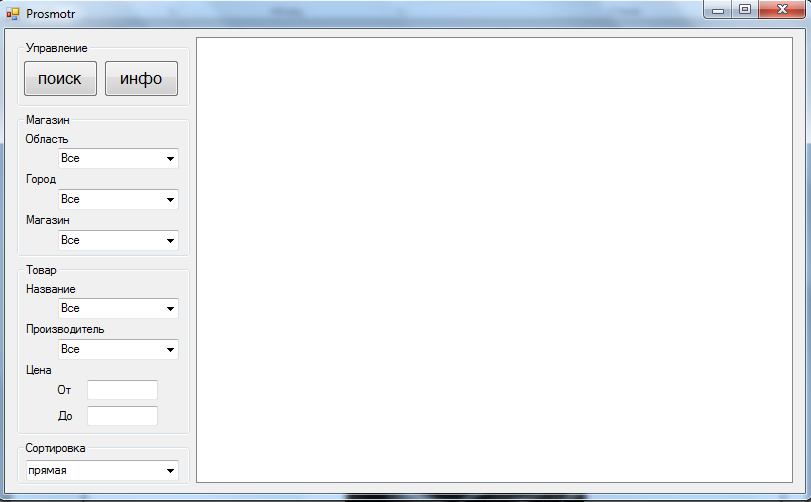 Prosmotr
Управление
поиск
инфо
Магазин
Область
Все
Город
Все
Магазин
Все
Товар
Название
Все
Производитель
Все
Цена
От
До
Сортировка
прямая